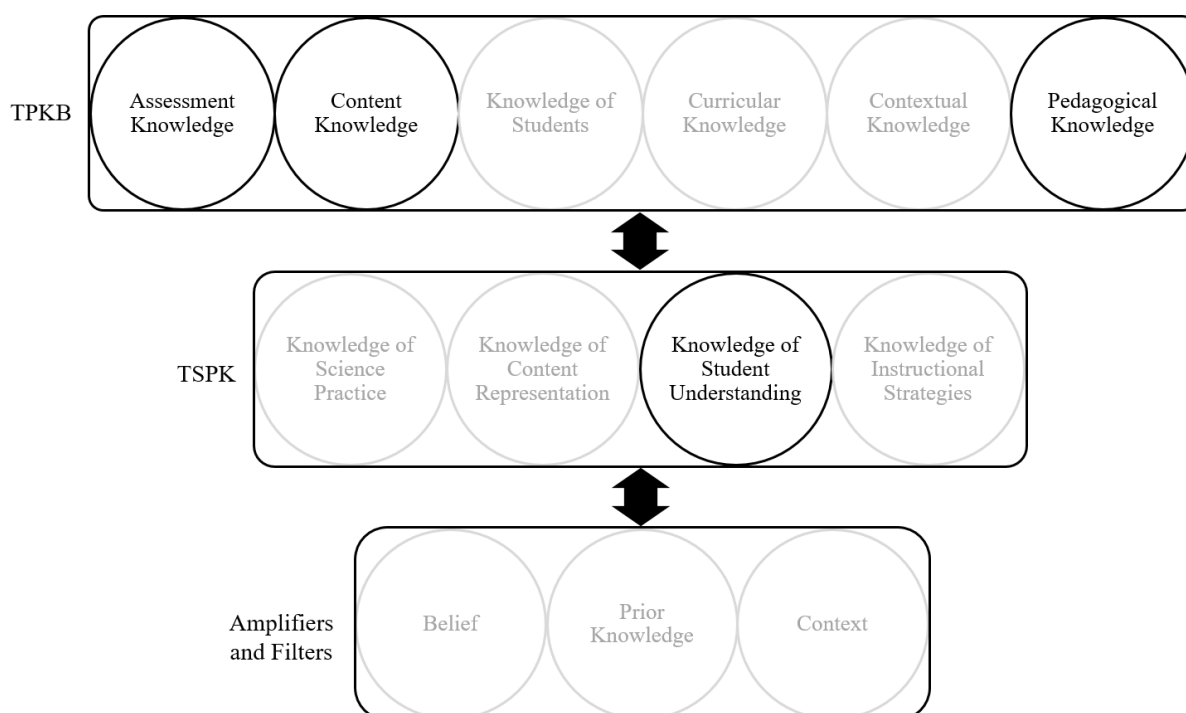 TPKB
Assessment
Knowledge
Content
Knowledge
Knowledge of
Students
Curricular
Knowledge
Contextual
Knowledge
Pedagogical
Knowledge
TSPK
Knowledge of
Science
Practice
Knowledge of
Content
Representation
Knowledge of
Student
Understanding
Knowledge of
Instructional
Strategies
Amplifiers
and Filters
Belief
Prior
Knowledge
Context